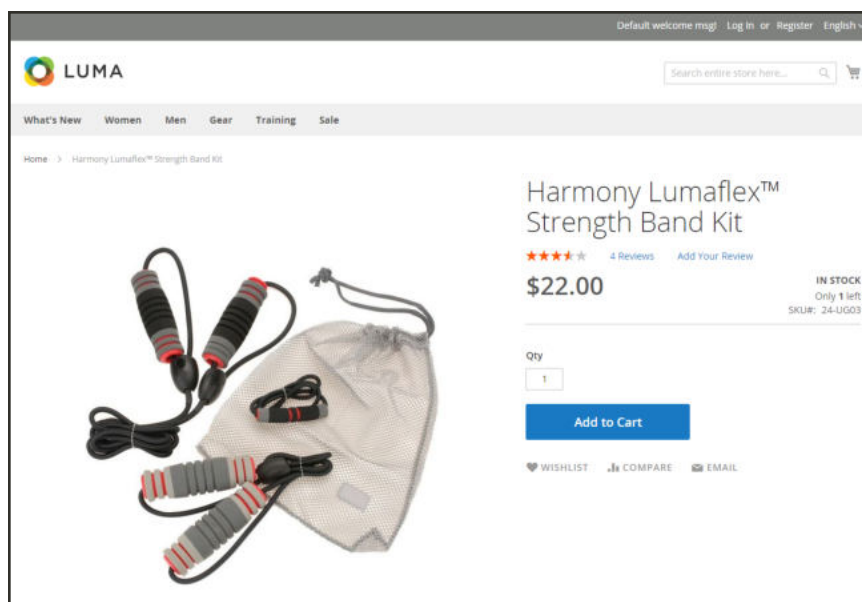 Default welcome msg! Log In or Register English
LUMA
Search entire store here...
What's New Women Men Gear Training Sale
Home > Harmony Lumaflex™ Strength Band Kit
Harmony Lumaflex™
Strength Band Kit
4 Reviews Add Your Review
$22.00
IN STOCK
Only 1 left
SKU#: 24-UG03
Qty
1
Add to Cart
WISHLIST COMPARE EMAIL